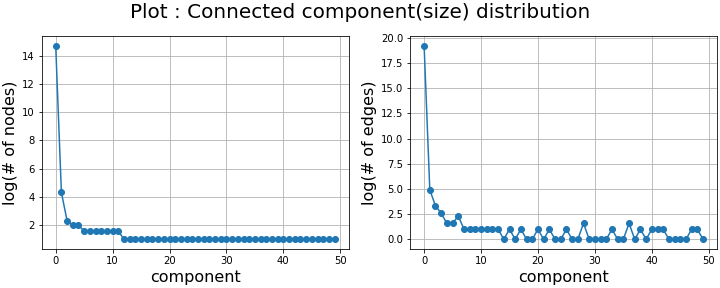 Plot : Connected component(size) distribution
log(# of nodes)
14
12
10
8
6
4
2
0 10 20 30 40 50
component
log(# of edges)
20.0
17.5
15.0
12.5
10.0
7.5
5.0
2.5
0.0
0 10 20 30 40 50
component